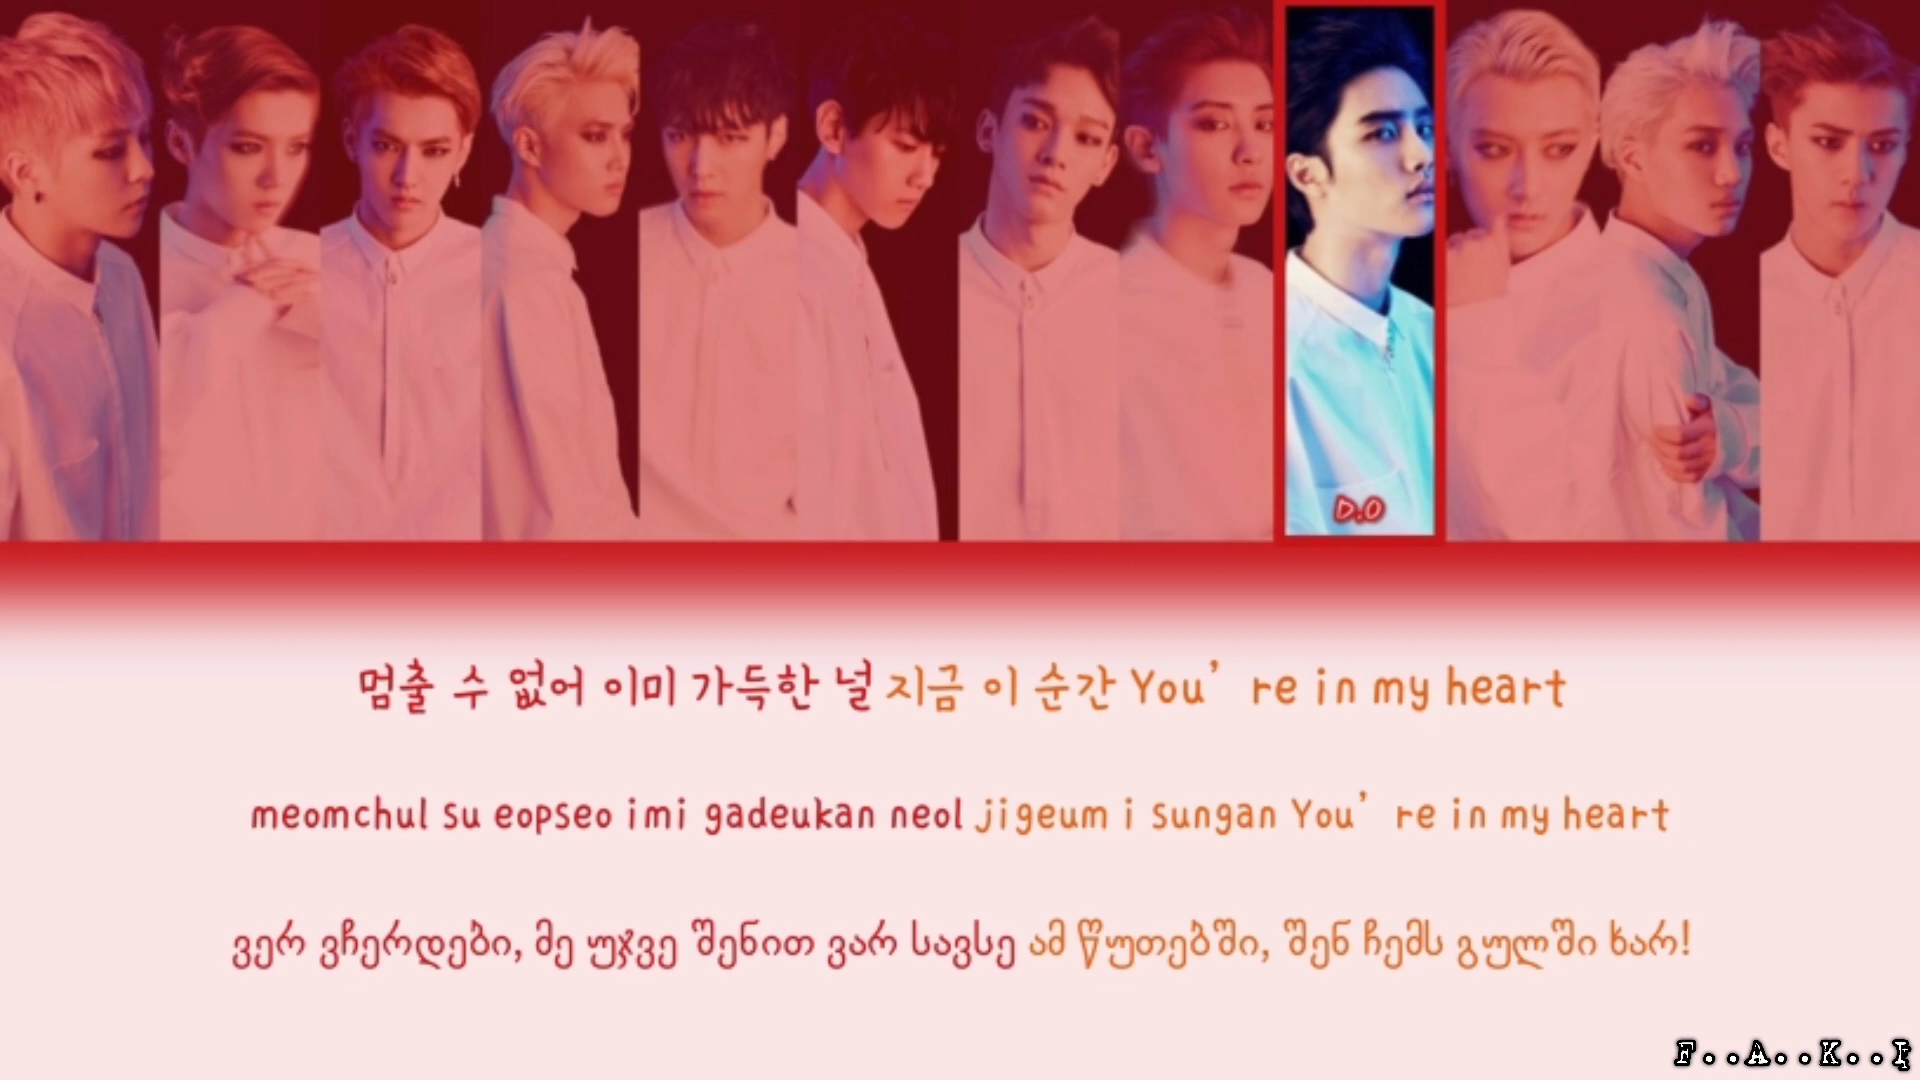 D.O
멈출 수 없어 이미 가득한 널 지금 이 순간 You’re in my heart
meomchul su eopseo imi gadeukan neol jigeum i sungan You’re in my heart
ვერ ვჩერდები, მე უკვე შენით ვარ სავსე ამ წუთებში, შენ ჩემს გულში ხარ!
F..A..K..I